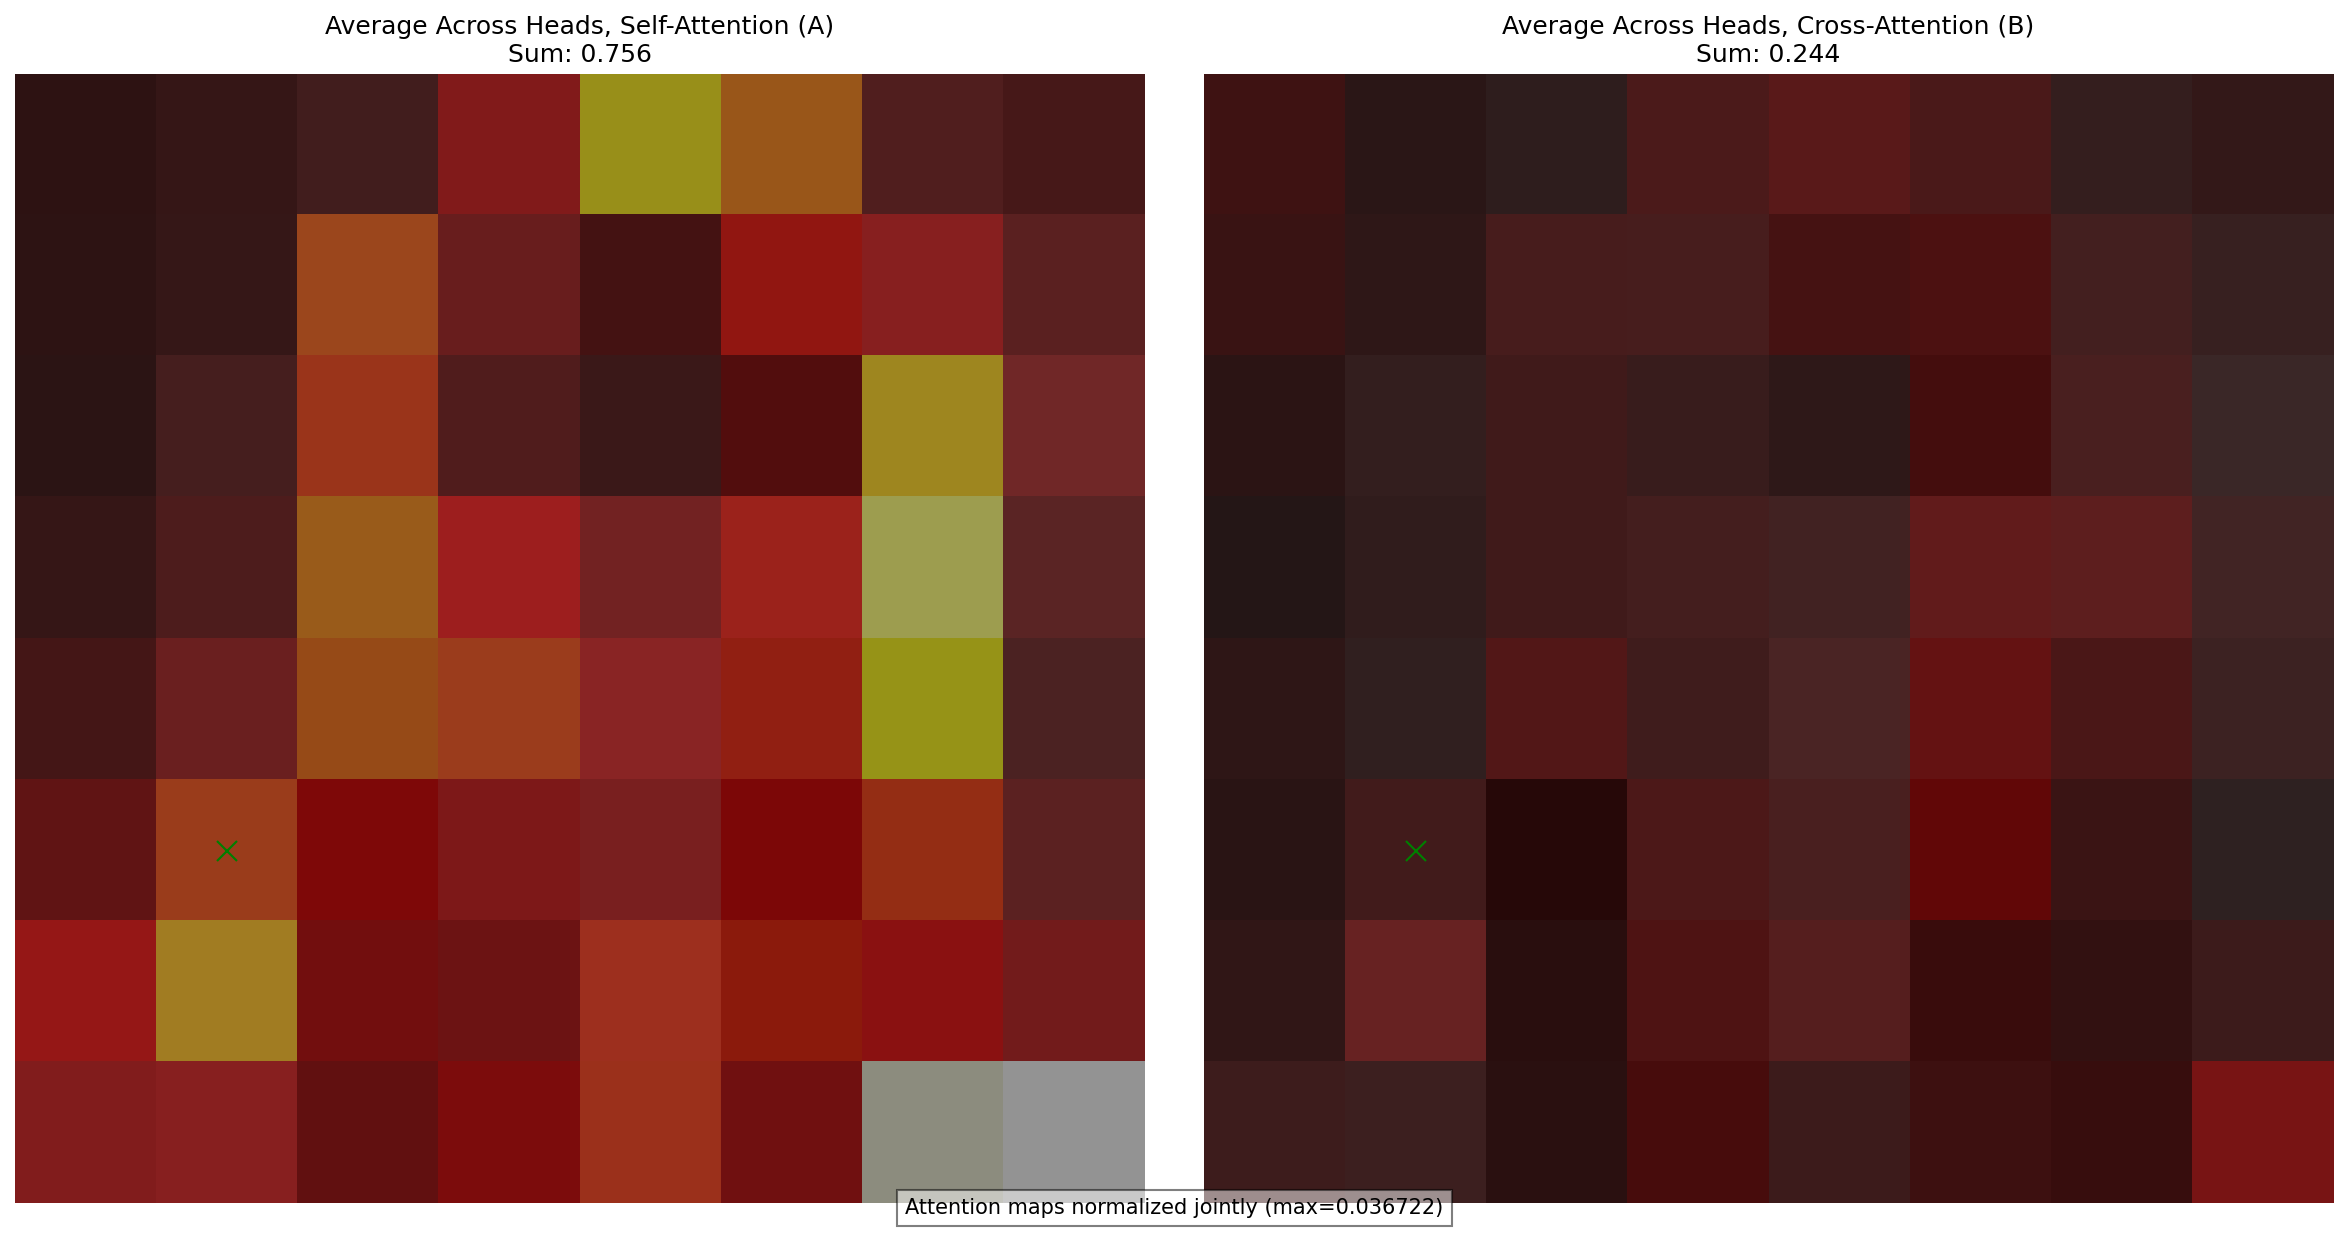 Average Across Heads, Self-Attention (A)
Sum: 0.756
Average Across Heads, Cross-Attention (B)
Sum: 0.244
Attention maps normalized jointly (max=0.036722)